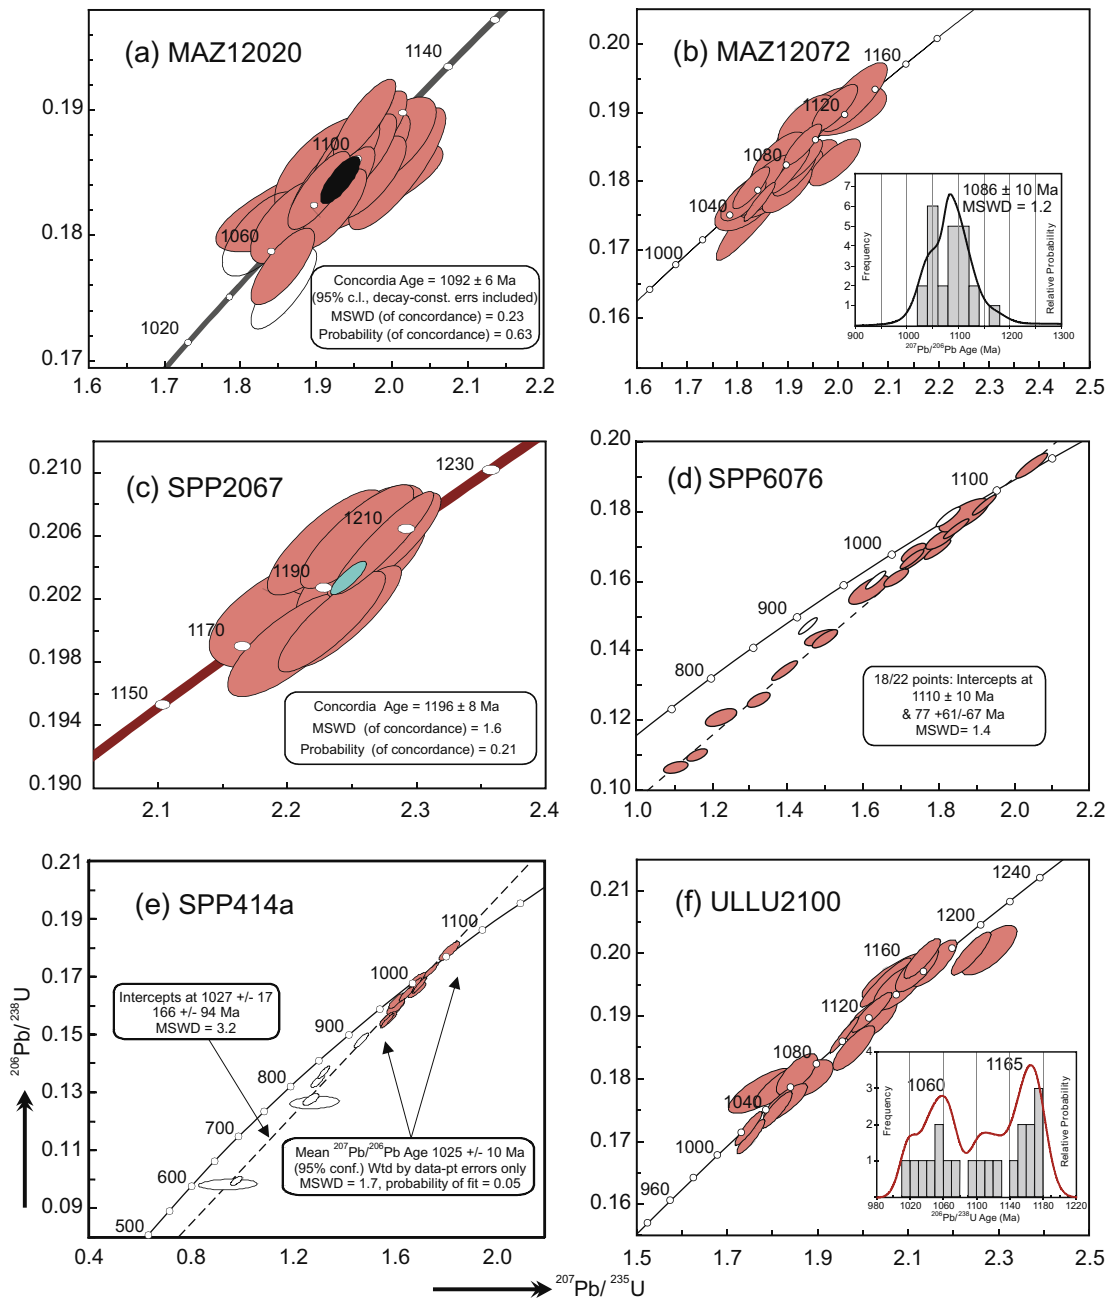 (a) MAZ12020
1140
1100
1060
1020
0.19
0.18
0.17
Concordia Age = 1092 ± 6 Ma
(95% c.l., decay-const. errs included)
MSWD (of concordance) = 0.23
Probability (of concordance) = 0.63
1.6 1.7 1.8 1.9 2.0 2.1 2.2
(b) MAZ12072
1160
1120
1080
1040
1000
0.20
0.19
0.18
0.17
0.16
1086 ± 10 Ma
MSWD = 1.2
7
6
5
4
3
2
1
Frequency
Relative Probability
900 1000 1100 1200 1300
207Pb/206Pb Age (Ma)
1.6 1.7 1.8 1.9 2.0 2.1 2.2 2.3 2.4 2.5
(c) SPP2067
1230
1210
1190
1170
1150
0.210
0.206
0.202
0.198
0.194
0.190
Concordia Age = 1196 ± 8 Ma
MSWD (of concordance) = 1.6
Probability (of concordance) = 0.21
2.1 2.2 2.3 2.4
(d) SPP6076
1100
1000
900
800
0.20
0.18
0.16
0.14
0.12
0.10
18/22 points: Intercepts at
1110 ± 10 Ma
& 77 +61/-67 Ma
MSWD= 1.4
1.0 1.2 1.4 1.6 1.8 2.0 2.2
(e) SPP414a
1100
1000
900
800
700
600
500
0.21
0.19
0.17
0.15
0.13
0.11
0.09
Intercepts at 1027 +/- 17
166 +/- 94 Ma
MSWD = 3.2
Mean 207Pb/206Pb Age 1025 +/- 10 Ma
(95% conf.) Wtd by data-pt errors only
MSWD = 1.7, probability of fit = 0.05
0.4 0.8 1.2 1.6 2.0
206Pb/238U
207Pb/235U
(f) ULLU2100
1240
1200
1160
1120
1080
1040
1000
960
0.21
0.20
0.19
0.18
0.17
0.16
1165
1060
4
3
2
1
Frequency
Relative Probability
980 1020 1060 1100 1140 1180 1220
206Pb/238U Age (Ma)
1.5 1.7 1.9 2.1 2.3 2.5